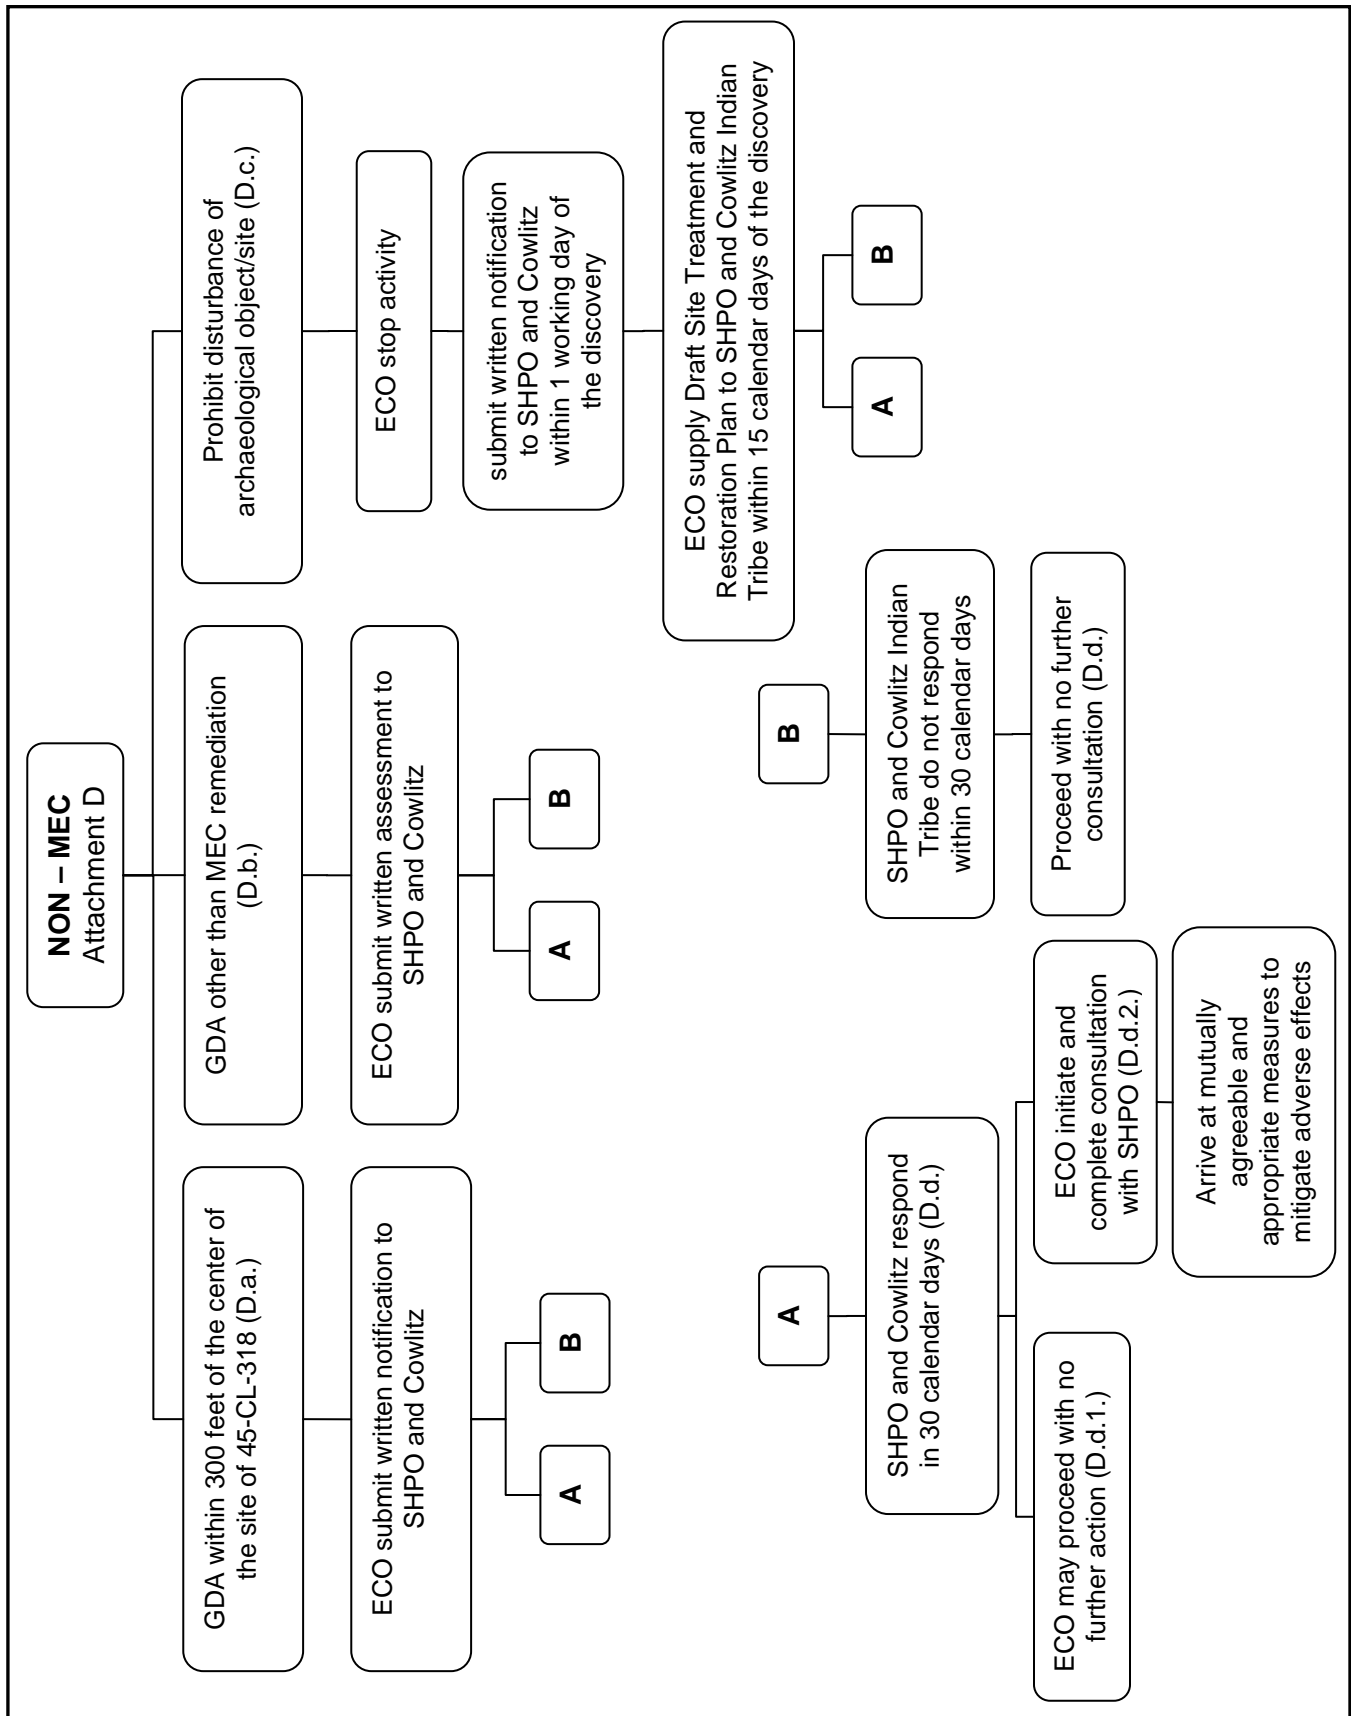 NON – MEC
Attachment D
GDA within 300 feet of the center of
the site of 45-CL-318 (D.a.)
ECO submit written notification to
SHPO and Cowlitz
A
B
GDA other than MEC remediation
(D.b.)
ECO submit written assessment to
SHPO and Cowlitz
A
B
Prohibit disturbance of
archaeological object/site (D.c.)
ECO stop activity
submit written notification
to SHPO and Cowlitz
within 1 working day of
the discovery
ECO supply Draft Site Treatment and
Restoration Plan to SHPO and Cowlitz Indian
Tribe within 15 calendar days of the discovery
A
B
A
SHPO and Cowlitz respond
in 30 calendar days (D.d.)
ECO may proceed with no
further action (D.d.1.)
ECO initiate and
complete consultation
with SHPO (D.d.2.)
Arrive at mutually
agreeable and
appropriate measures to
mitigate adverse effects
B
SHPO and Cowlitz Indian
Tribe do not respond
within 30 calendar days
Proceed with no further
consultation (D.d.)